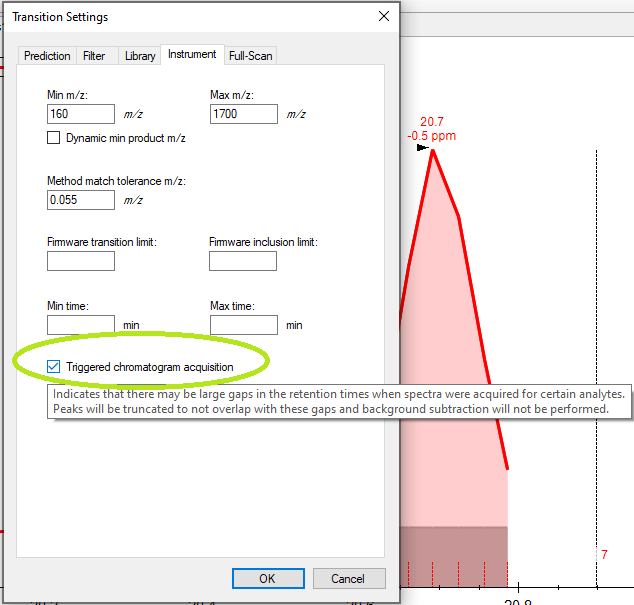 Transition Settings
Prediction Filter Library Instrument Full-Scan
Min m/z: Max m/z:
160 m/z 1700 m/z
Dynamic min product m/z
Method match tolerance m/z:
0.055 m/z
Firmware transition limit: Firmware inclusion limit:
Min time: Max time:
min min
Triggered chromatogram acquisition
Indicates that there may be large gaps in the retention times when spectra were acquired for certain analytes.
Peaks will be truncated to not overlap with these gaps and background subtraction will not be performed.
OK Cancel
20.7
-0.5 ppm
7
20.8